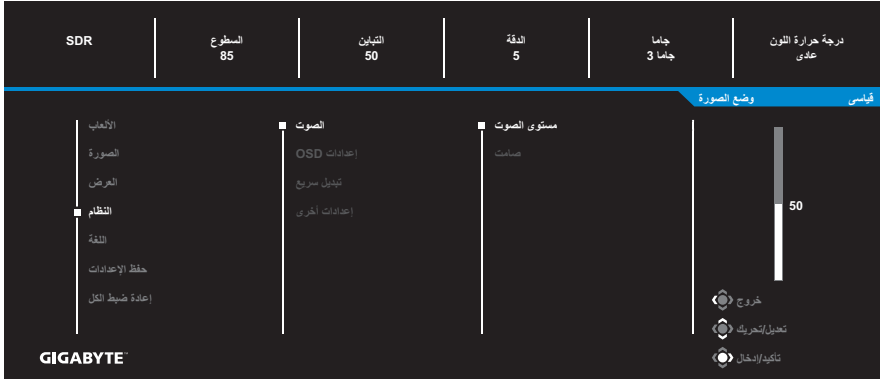 SDR
السطوع
85
التباين
50
الدقة
5
جاما
جاما 3
درجة حرارة اللون
عادى
وضع الصورة
قياسى
الألعاب
الصورة
العرض
النظام
اللغة
حفظ الإعدادات
إعادة ضبط الكل
الصوت
إعدادات OSD
تبديل سريع
إعدادات أخرى
مستوى الصوت
صامت
50
خروج
تعديل/تحريك
تأكيد/إدخال
GIGABYTE™